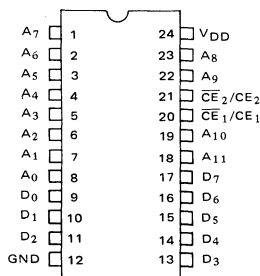 A7 1 24 VDD
A6 2 23 A8
A5 3 22 A9
A4 4 21 C̅E̅2/CE2
A3 5 20 C̅E̅1/CE1
A2 6 19 A10
A1 7 18 A11
A0 8 17 D7
D0 9 16 D6
D1 10 15 D5
D2 11 14 D4
GND 12 13 D3